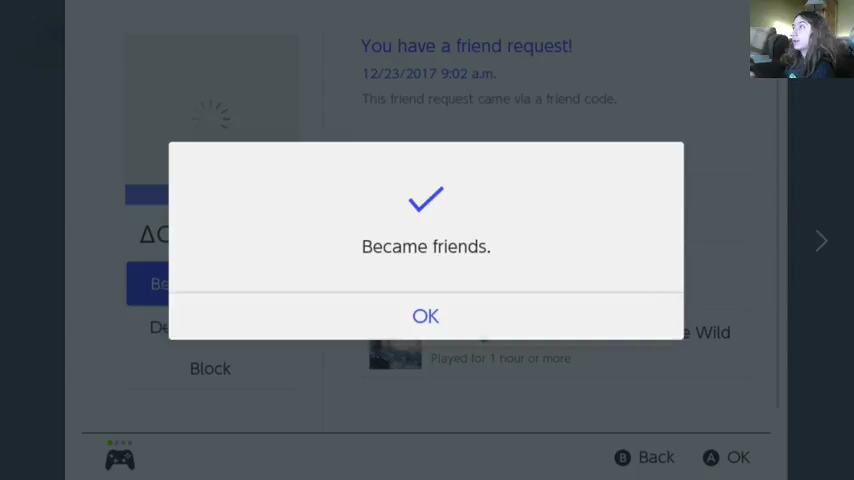 You have a friend request!
12/23/2017 9:02 a.m.
This friend request came via a friend code.
Became friends.
OK
e Wild
Played for 1 hour or more
Block
B Back
A OK